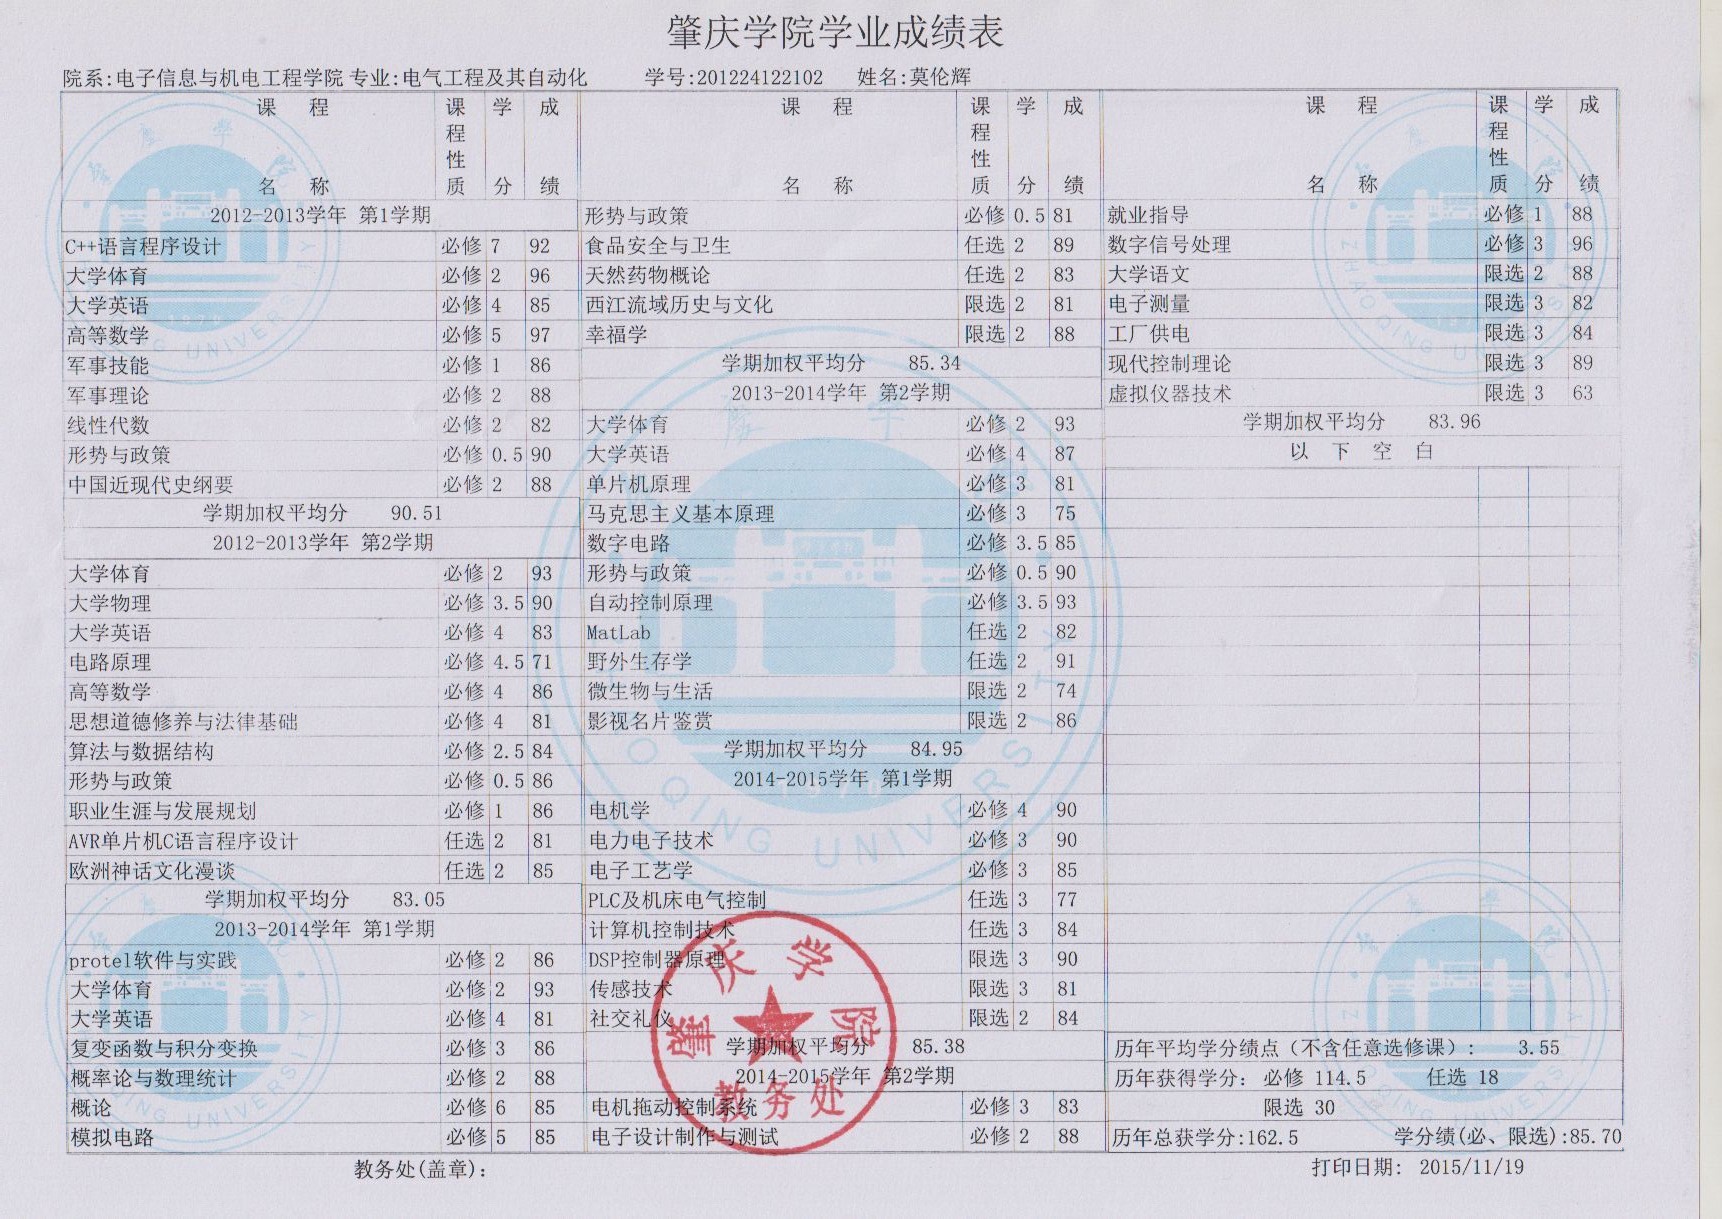 肇庆学院学业成绩表
院系:电子信息与机电工程学院 专业:电气工程及其自动化 学号:201224122102 姓名:莫伦辉
课程名称 课程性质 学分 成绩
2012-2013学年 第1学期
C++语言程序设计 必修 7 92
大学体育 必修 2 96
大学英语 必修 4 85
高等数学 必修 5 97
军事技能 必修 1 86
军事理论 必修 2 88
线性代数 必修 2 82
形势与政策 必修 0.5 90
中国近现代史纲要 必修 2 88
学期加权平均分 90.51
2012-2013学年 第2学期
大学体育 必修 2 93
大学物理 必修 3.5 90
大学英语 必修 4 83
电路原理 必修 4.5 71
高等数学 必修 4 86
思想道德修养与法律基础 必修 4 81
算法与数据结构 必修 2.5 84
形势与政策 必修 0.5 86
职业生涯与发展规划 必修 1 86
AVR单片机C语言程序设计 任选 2 81
欧洲神话文化漫谈 任选 2 85
学期加权平均分 83.05
2013-2014学年 第1学期
protel软件与实践 必修 2 86
大学体育 必修 2 93
大学英语 必修 4 81
复变函数与积分变换 必修 3 86
概率论与数理统计 必修 2 88
概论 必修 6 85
模拟电路 必修 5 85
课程名称 课程性质 学分 成绩
形势与政策 必修 0.5 81
食品安全与卫生 任选 2 89
天然药物概论 任选 2 83
西江流域历史与文化 限选 2 81
幸福学 限选 2 88
学期加权平均分 85.34
2013-2014学年 第2学期
大学体育 必修 2 93
大学英语 必修 4 87
单片机原理 必修 3 81
马克思主义基本原理 必修 3 75
数字电路 必修 3.5 85
形势与政策 必修 0.5 90
自动控制原理 必修 3.5 93
MatLab 任选 2 82
野外生存学 任选 2 91
微生物与生活 限选 2 74
影视名片鉴赏 限选 2 86
学期加权平均分 84.95
2014-2015学年 第1学期
电机学 必修 4 90
电力电子技术 必修 3 90
电子工艺学 必修 3 85
PLC及机床电气控制 任选 3 77
计算机控制技术 任选 3 84
DSP控制器原理 限选 3 90
传感技术 限选 3 81
社交礼仪 限选 2 84
学期加权平均分 85.38
2014-2015学年 第2学期
电机拖动控制系统 必修 3 83
电子设计制作与测试 必修 2 88
肇庆学院
教务处
课程名称 课程性质 学分 成绩
就业指导 必修 1 88
数字信号处理 必修 3 96
大学语文 限选 2 88
电子测量 限选 3 82
工厂供电 限选 3 84
现代控制理论 限选 3 89
虚拟仪器技术 限选 3 63
学期加权平均分 83.96
以下空白
历年平均学分绩点（不含任意选修课）: 3.55
历年获得学分: 必修 114.5 任选 18
限选 30
历年总获学分:162.5 学分绩(必、限选):85.70
教务处(盖章): 打印日期: 2015/11/19